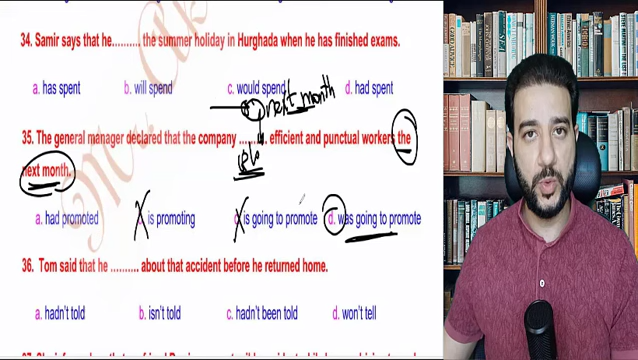 34. Samir says that he.......... the summer holiday in Hurghada when he has finished exams.
a. has spent b. will spend c. would spend d. had spent
next month
35. The general manager declared that the company .......... efficient and punctual workers the
next month.
a. had promoted is promoting is going to promote d. was going to promote
36. Tom said that he .......... about that accident before he returned home.
a. hadn't told b. isn't told c. hadn't been told d. won't tell